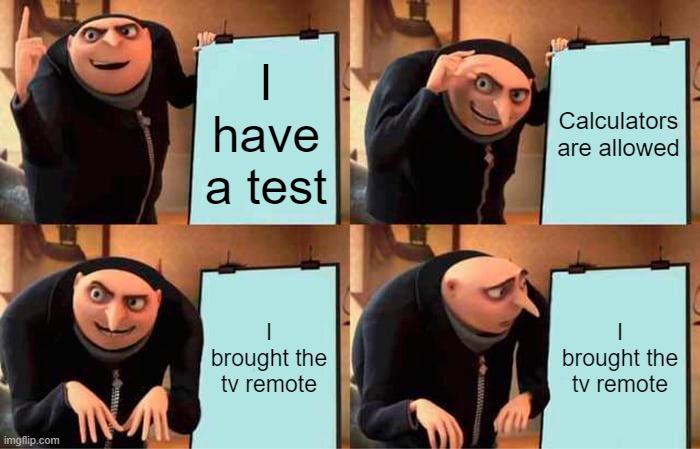 I
have
a test
Calculators
are allowed
I
brought the
tv remote
I
brought the
tv remote
imgflip.com